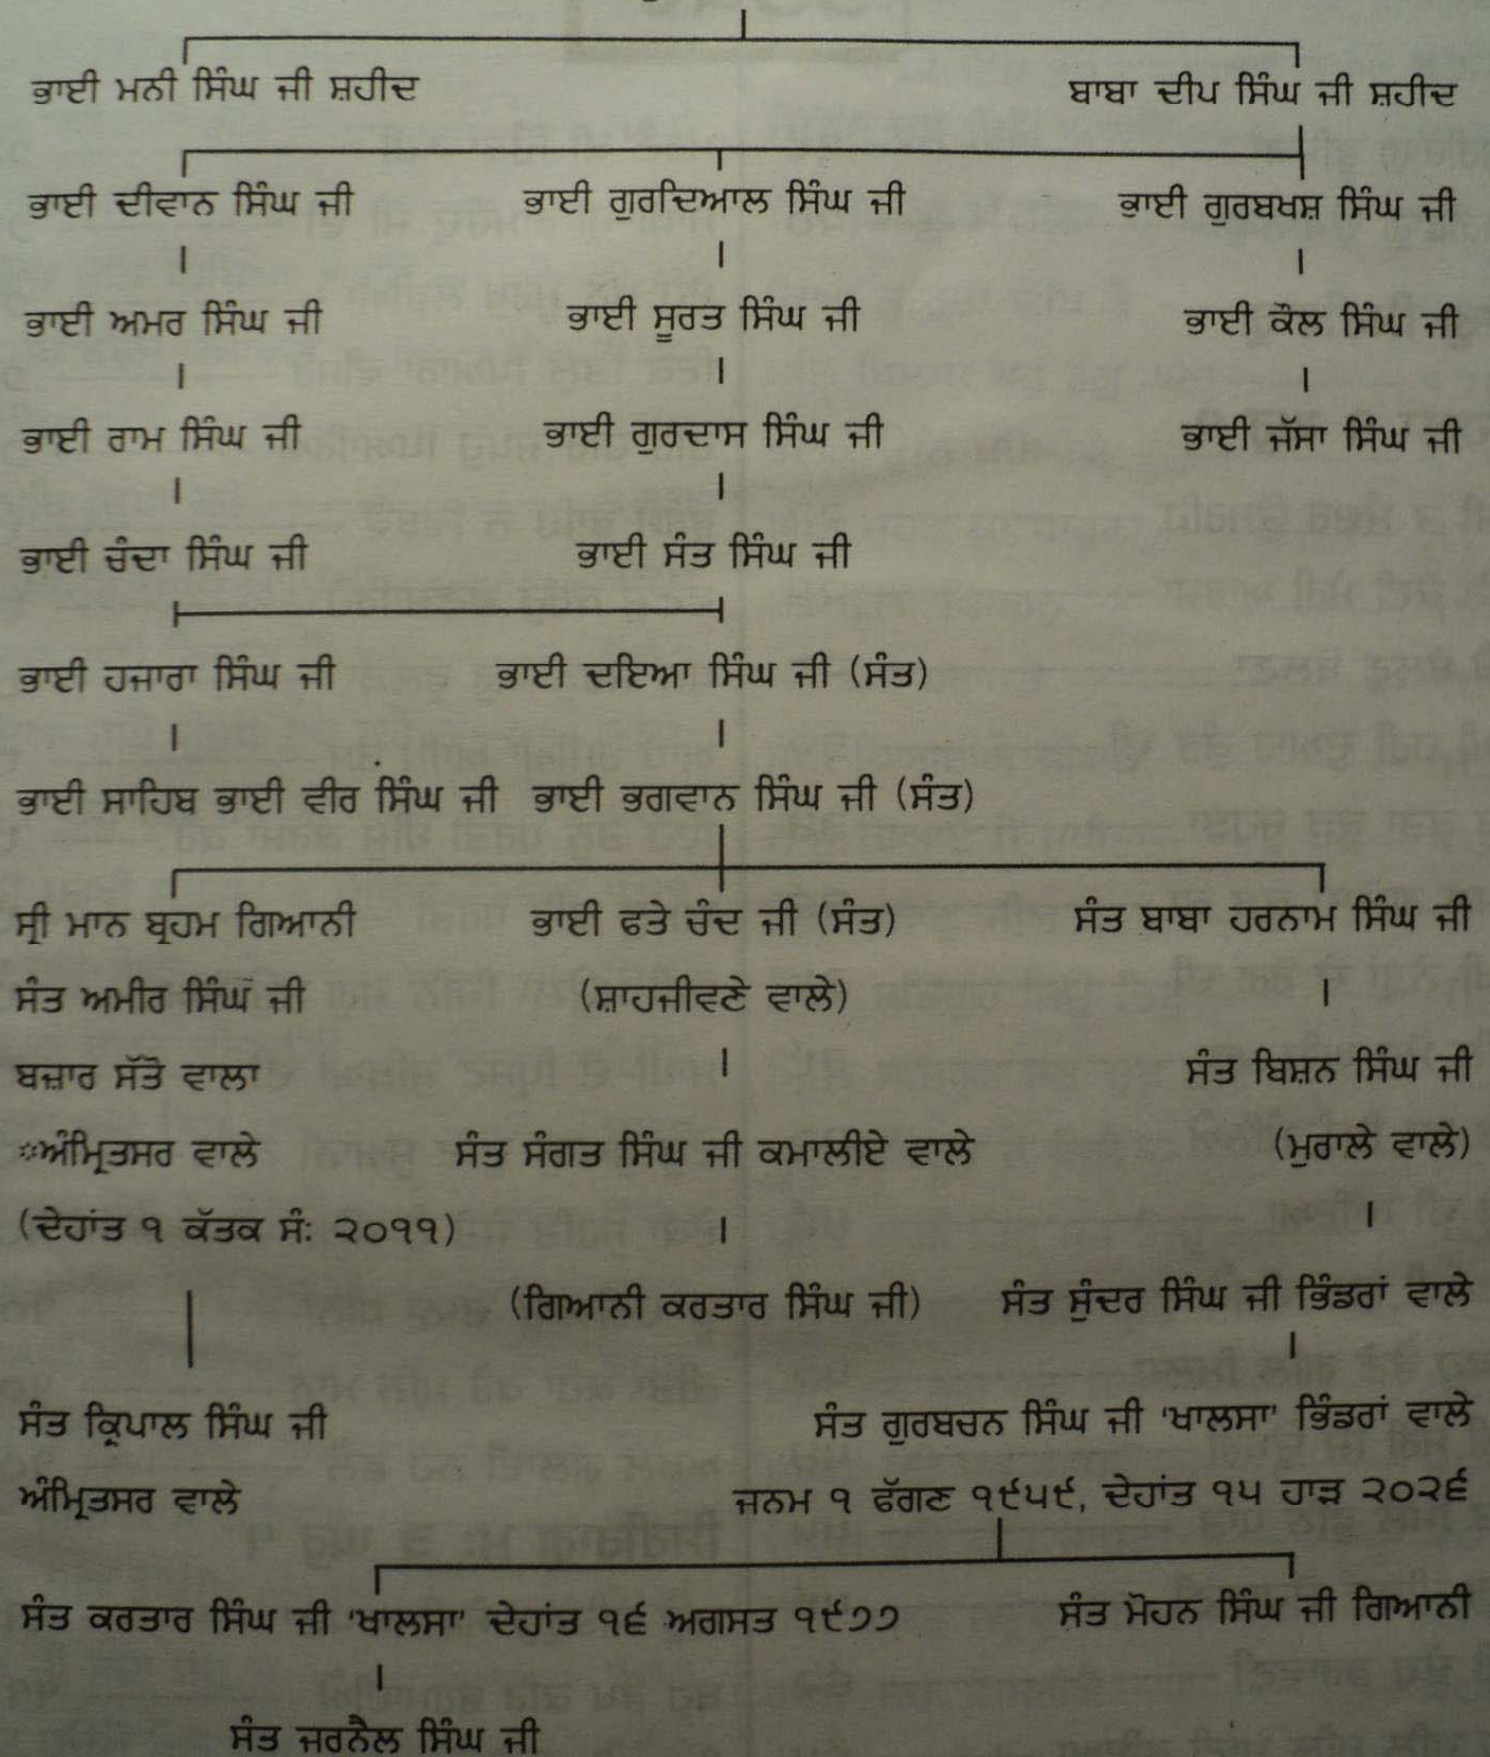 ਭਾਈ ਮਨੀ ਸਿੰਘ ਜੀ ਸ਼ਹੀਦ ਬਾਬਾ ਦੀਪ ਸਿੰਘ ਜੀ ਸ਼ਹੀਦ
ਭਾਈ ਦੀਵਾਨ ਸਿੰਘ ਜੀ ਭਾਈ ਗੁਰਦਿਆਲ ਸਿੰਘ ਜੀ ਭਾਈ ਗੁਰਬਖਸ਼ ਸਿੰਘ ਜੀ
ਭਾਈ ਅਮਰ ਸਿੰਘ ਜੀ ਭਾਈ ਸੂਰਤ ਸਿੰਘ ਜੀ ਭਾਈ ਕੌਲ ਸਿੰਘ ਜੀ
ਭਾਈ ਰਾਮ ਸਿੰਘ ਜੀ ਭਾਈ ਗੁਰਦਾਸ ਸਿੰਘ ਜੀ ਭਾਈ ਜੱਸਾ ਸਿੰਘ ਜੀ
ਭਾਈ ਚੰਦਾ ਸਿੰਘ ਜੀ ਭਾਈ ਸੰਤ ਸਿੰਘ ਜੀ
ਭਾਈ ਹਜਾਰਾ ਸਿੰਘ ਜੀ ਭਾਈ ਦਇਆ ਸਿੰਘ ਜੀ (ਸੰਤ)
ਭਾਈ ਸਾਹਿਬ ਭਾਈ ਵੀਰ ਸਿੰਘ ਜੀ ਭਾਈ ਭਗਵਾਨ ਸਿੰਘ ਜੀ (ਸੰਤ)
ਸ੍ਰੀ ਮਾਨ ਬ੍ਰਹਮ ਗਿਆਨੀ ਭਾਈ ਫਤੇ ਚੰਦ ਜੀ (ਸੰਤ) ਸੰਤ ਬਾਬਾ ਹਰਨਾਮ ਸਿੰਘ ਜੀ
ਸੰਤ ਅਮੀਰ ਸਿੰਘ ਜੀ (ਸ਼ਾਹਜੀਵਣੇ ਵਾਲੇ)
ਬਜ਼ਾਰ ਸੱਤੋ ਵਾਲਾ ਸੰਤ ਬਿਸ਼ਨ ਸਿੰਘ ਜੀ
ਅੰਮ੍ਰਿਤਸਰ ਵਾਲੇ ਸੰਤ ਸੰਗਤ ਸਿੰਘ ਜੀ ਕਮਾਲੀਏ ਵਾਲੇ (ਮੁਰਾਲੇ ਵਾਲੇ)
(ਦੇਹਾਂਤ ੧ ਕੱਤਕ ਸੰ: ੨੦੧੧)
(ਗਿਆਨੀ ਕਰਤਾਰ ਸਿੰਘ ਜੀ) ਸੰਤ ਸੁੰਦਰ ਸਿੰਘ ਜੀ ਭਿੰਡਰਾਂ ਵਾਲੇ
ਸੰਤ ਕ੍ਰਿਪਾਲ ਸਿੰਘ ਜੀ ਸੰਤ ਗੁਰਬਚਨ ਸਿੰਘ ਜੀ 'ਖਾਲਸਾ' ਭਿੰਡਰਾਂ ਵਾਲੇ
ਅੰਮ੍ਰਿਤਸਰ ਵਾਲੇ ਜਨਮ ੧ ਫੱਗਣ ੧੯੫੯, ਦੇਹਾਂਤ ੧੫ ਹਾੜ ੨੦੨੬
ਸੰਤ ਕਰਤਾਰ ਸਿੰਘ ਜੀ 'ਖਾਲਸਾ' ਦੇਹਾਂਤ ੧੬ ਅਗਸਤ ੧੯੭੭ ਸੰਤ ਮੋਹਨ ਸਿੰਘ ਜੀ ਗਿਆਨੀ
ਸੰਤ ਜਰਨੈਲ ਸਿੰਘ ਜੀ